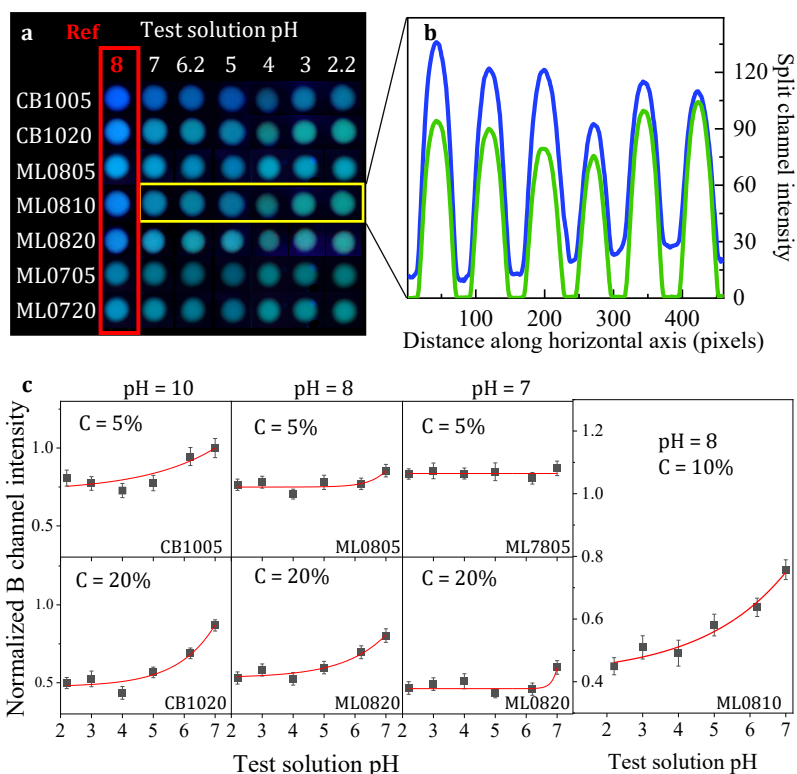 a
Ref
Test solution pH
8 7 6.2 5 4 3 2.2
CB1005
CB1020
ML0805
ML0810
ML0820
ML0705
ML0720
b
120
90
60
30
0
Split channel intensity
100 200 300 400
Distance along horizontal axis (pixels)
c
pH = 10 pH = 8 pH = 7
Normalized B channel intensity
C = 5%
1.0
0.5
CB1005
C = 5%
ML0805
C = 5%
ML7805
pH = 8
C = 10%
1.2
1.0
0.8
0.6
0.4
ML0810
C = 20%
1.0
0.5
CB1020
C = 20%
ML0820
C = 20%
ML0820
2 3 4 5 6 7 2 3 4 5 6 7 2 3 4 5 6 7 2 3 4 5 6 7
Test solution pH
Test solution pH